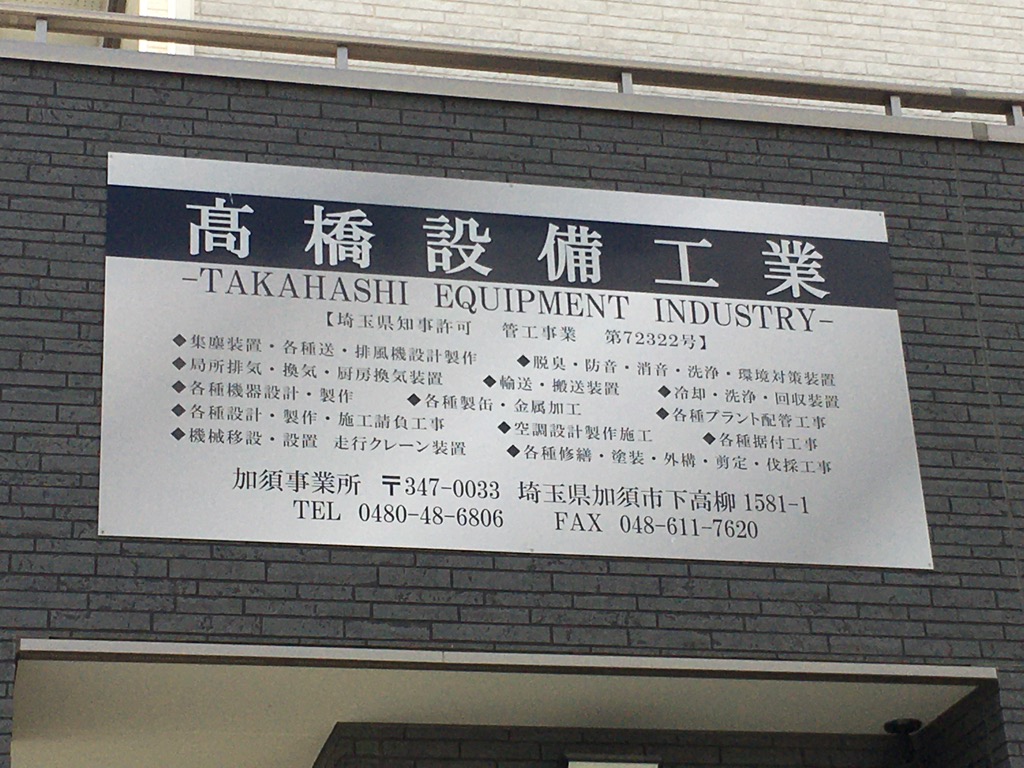 髙橋設備工業
-TAKAHASHI EQUIPMENT INDUSTRY-
【埼玉県知事許可 管工事業 第72322号】
◆集塵装置・各種送・排風機設計製作 ◆脱臭・防音・消音・洗浄・環境対策装置
◆局所排気・換気・厨房換気装置 ◆輸送・搬送装置 ◆冷却・洗浄・回収装置
◆各種機器設計・製作 ◆各種製缶・金属加工 ◆各種プラント配管工事
◆各種設計・製作・施工請負工事 ◆空調設計製作施工 ◆各種据付工事
◆機械移設・設置 走行クレーン装置 ◆各種修繕・塗装・外構・剪定・伐採工事
加須事業所 〒347-0033 埼玉県加須市下高柳1581-1
TEL 0480-48-6806 FAX 048-611-7620